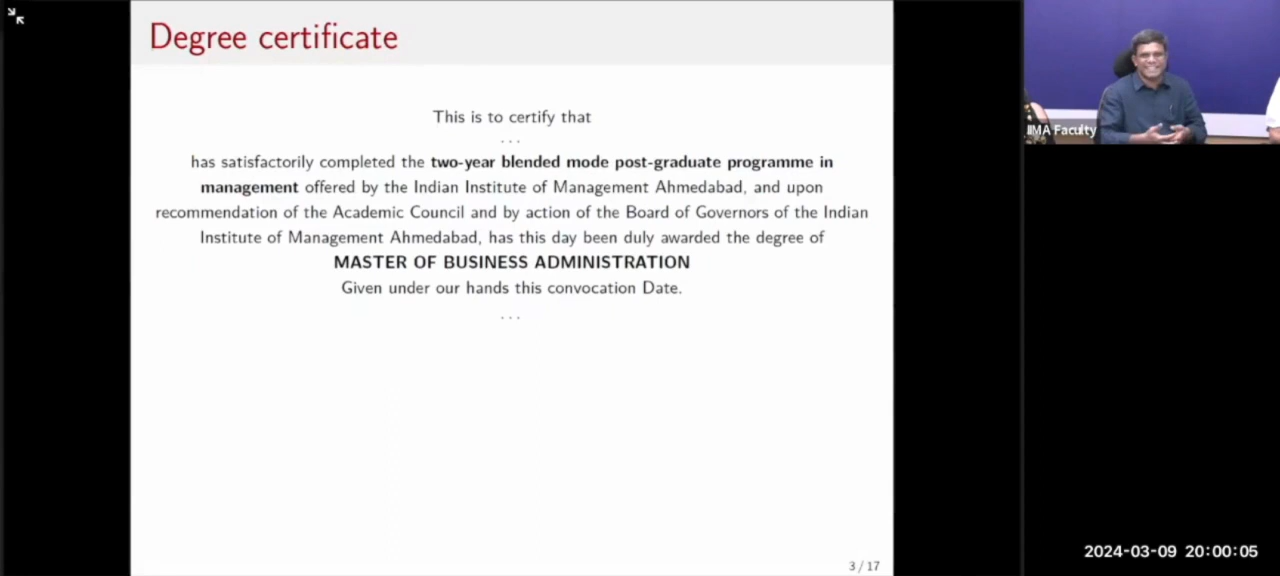 Degree certificate
This is to certify that
...
has satisfactorily completed the two-year blended mode post-graduate programme in
management offered by the Indian Institute of Management Ahmedabad, and upon
recommendation of the Academic Council and by action of the Board of Governors of the Indian
Institute of Management Ahmedabad, has this day been duly awarded the degree of
MASTER OF BUSINESS ADMINISTRATION
Given under our hands this convocation Date.
...
3 / 17
IIMA Faculty
2024-03-09 20:00:05